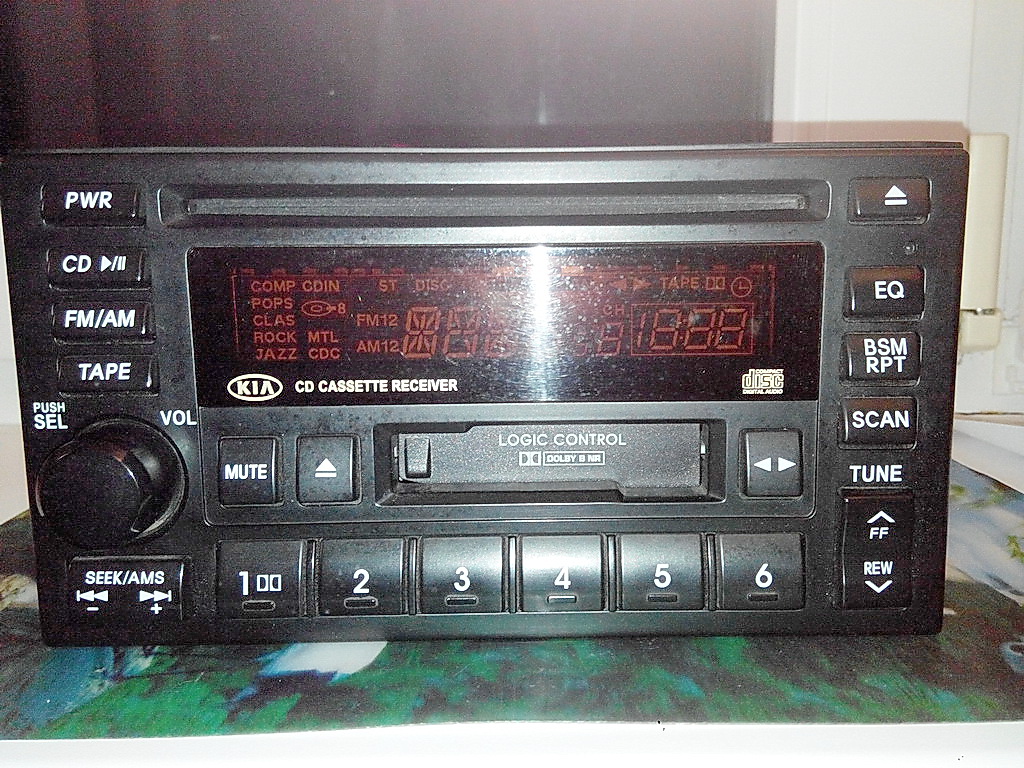 PWR
CD
FM/AM
TAPE
PUSH
SEL
VOL
COMP CDIN ST DISC TAPE
POPS 8
CLAS FM12 CH
ROCK MTL
JAZZ CDC AM12
KIA CD CASSETTE RECEIVER
COMPACT
disc
DIGITAL AUDIO
EQ
BSM
RPT
SCAN
TUNE
FF
REW
MUTE
LOGIC CONTROL
DOLBY B NR
SEEK/AMS
- +
1 2 3 4 5 6